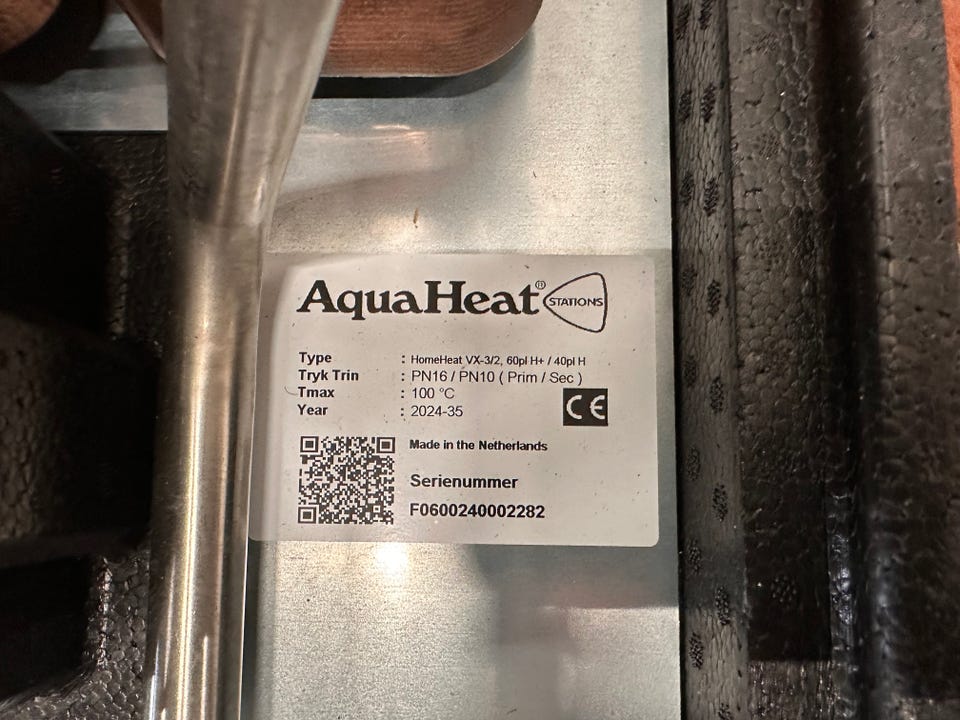 AquaHeat® STATIONS
Type : HomeHeat VX-3/2, 60pl H+ / 40pl H
Tryk Trin : PN16 / PN10 ( Prim / Sec )
Tmax : 100 °C
Year : 2024-35
CE
Made in the Netherlands
Serienummer
F0600240002282